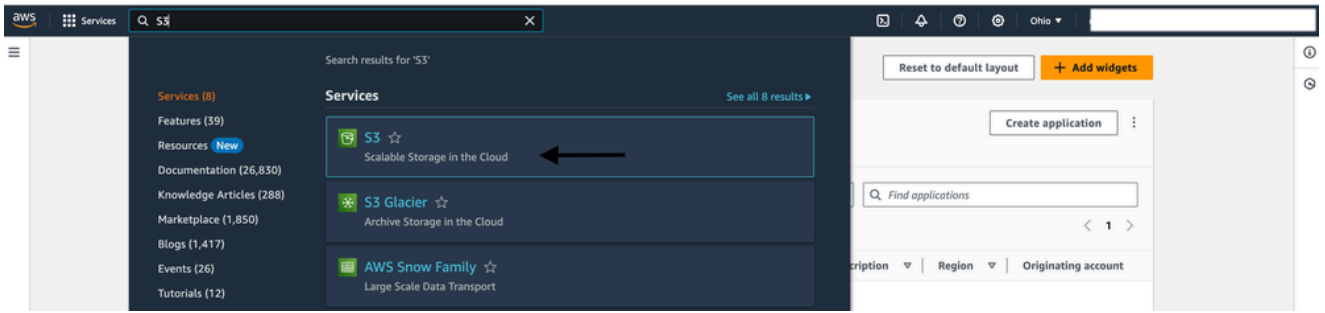 aws
Services
S3
Ohio
Search results for 'S3'
Services (8)
Features (39)
Resources New
Documentation (26,830)
Knowledge Articles (288)
Marketplace (1,850)
Blogs (1,417)
Events (26)
Tutorials (12)
Services
See all 8 results
S3
Scalable Storage in the Cloud
S3 Glacier
Archive Storage in the Cloud
AWS Snow Family
Large Scale Data Transport
Reset to default layout
+ Add widgets
Create application
Find applications
1
cription
Region
Originating account